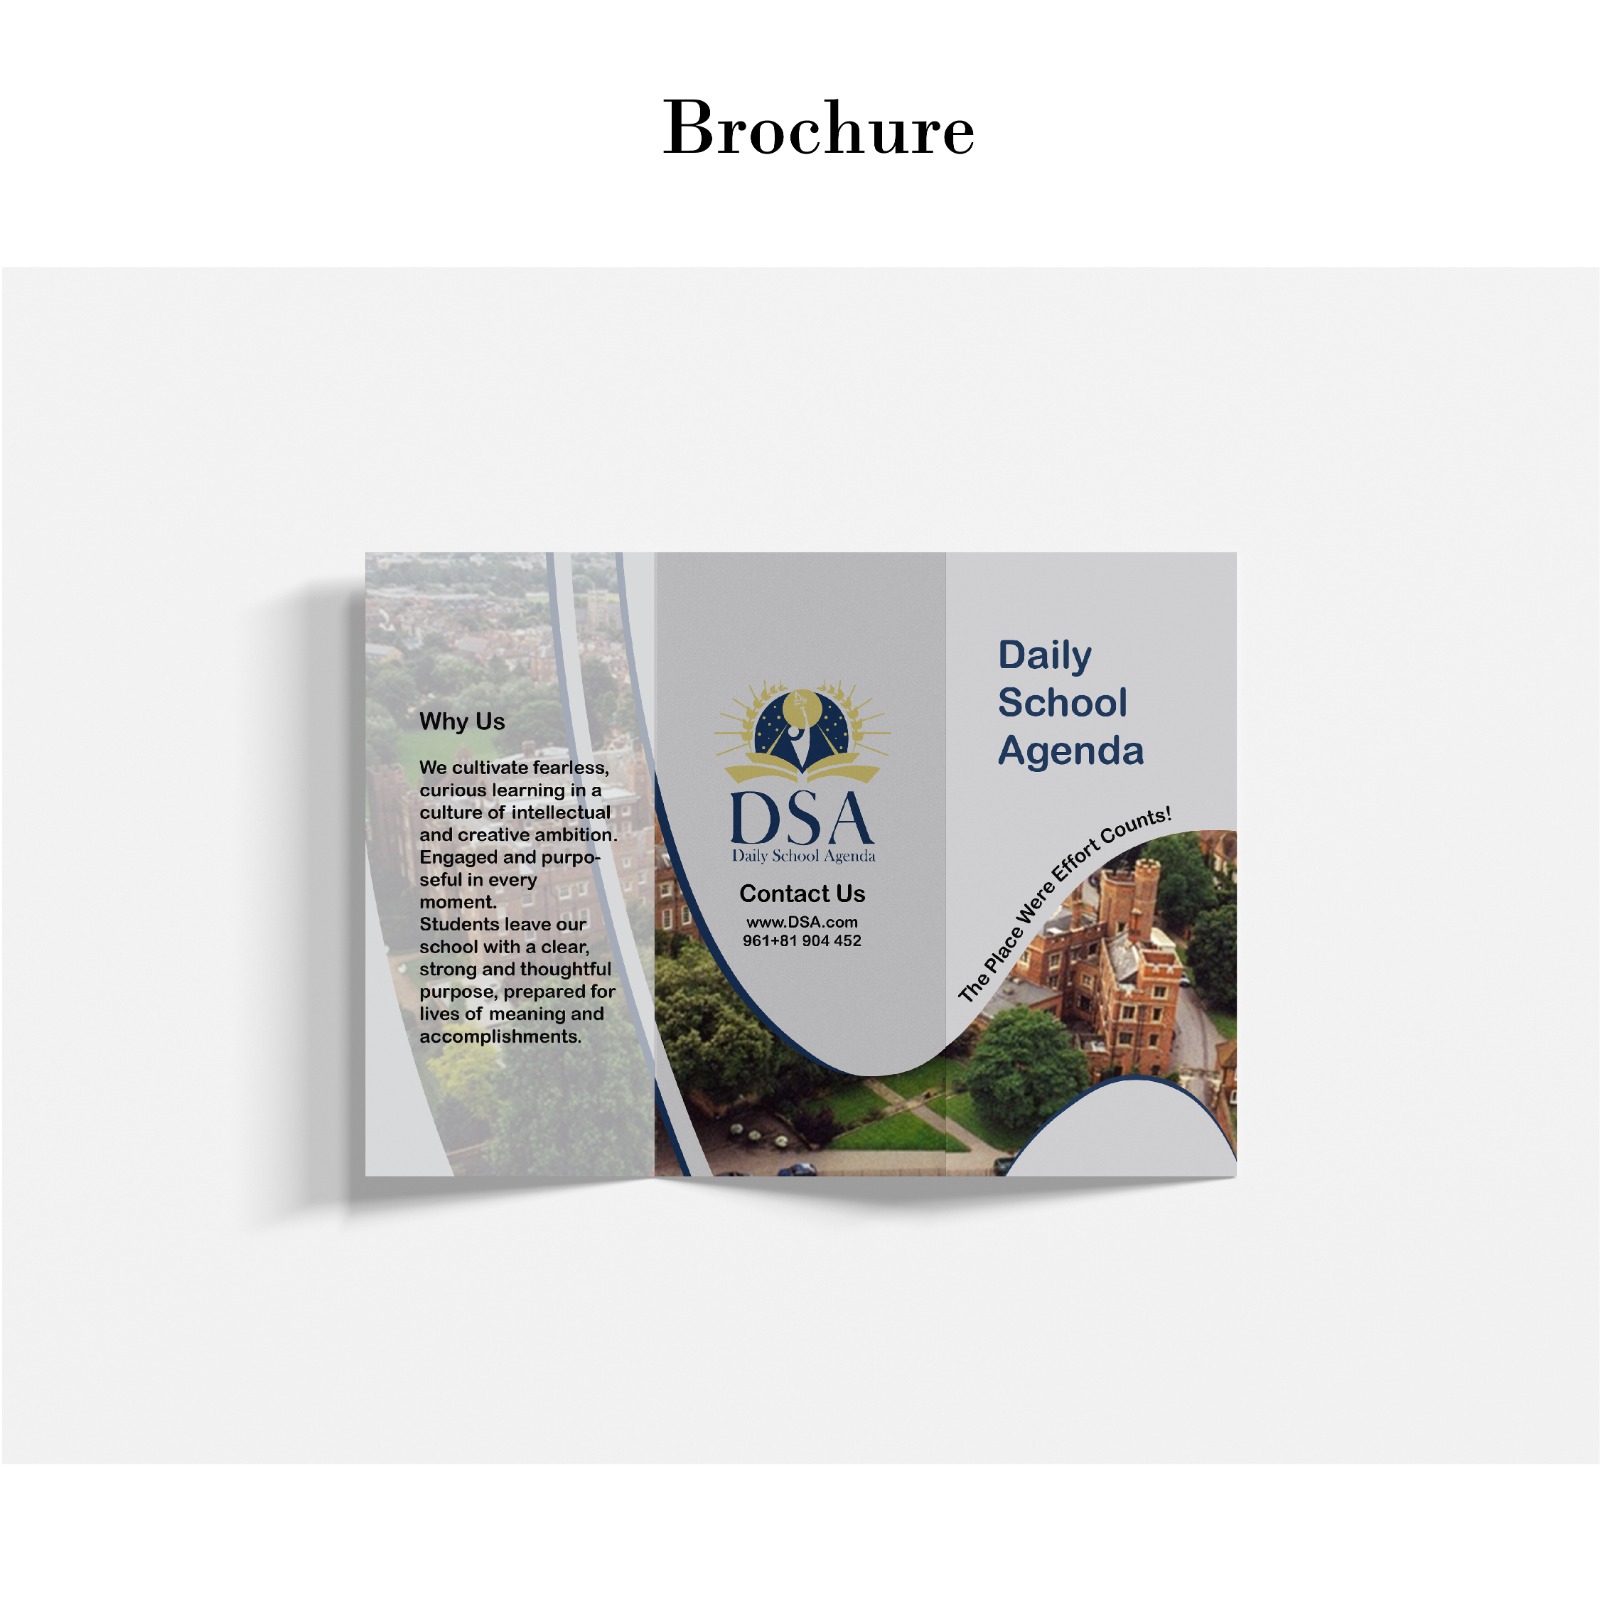 Brochure
Why Us
We cultivate fearless,
curious learning in a
culture of intellectual
and creative ambition.
Engaged and purpo-
seful in every
moment.
Students leave our
school with a clear,
strong and thoughtful
purpose, prepared for
lives of meaning and
accomplishments.
DSA
Daily School Agenda
Contact Us
www.DSA.com
961+81 904 452
Daily
School
Agenda
The Place Were Effort Counts!